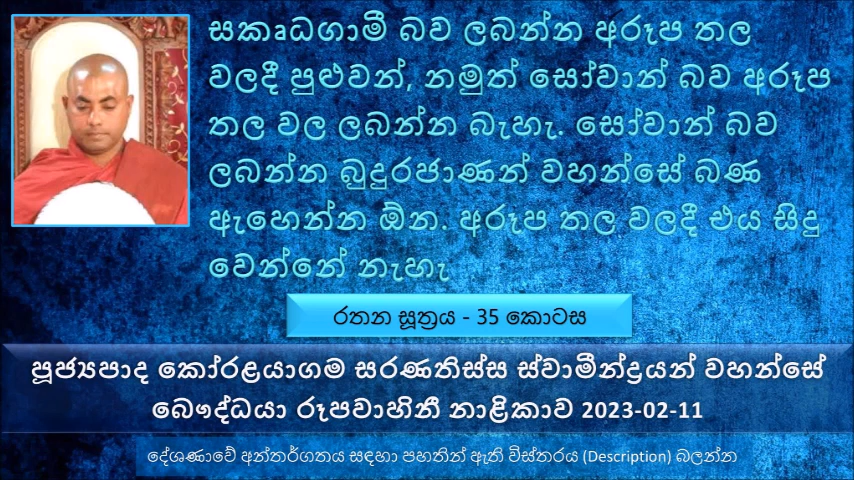 සකෘධගාමී බව ලබන්න අරූප තල
වලදී පුළුවන්, නමුත් සෝවාන් බව අරූප
තල වල ලබන්න බැහැ. සෝවාන් බව
ලබන්න බුදුරජාණන් වහන්සේ බණ
ඇහෙන්න ඕන. අරූප තල වලදී එය සිදු
වෙන්නේ නැහැ
රතන සූත්‍රය - 35 කොටස
පූජ්‍යපාද කෝරළයාගම සරණතිස්ස ස්වාමීන්ද්‍රයන් වහන්සේ
බෞද්ධයා රූපවාහිනී නාළිකාව 2023-02-11
දේශණාවේ අන්තර්ගතය සඳහා පහතින් ඇති විස්තරය (Description) බලන්න